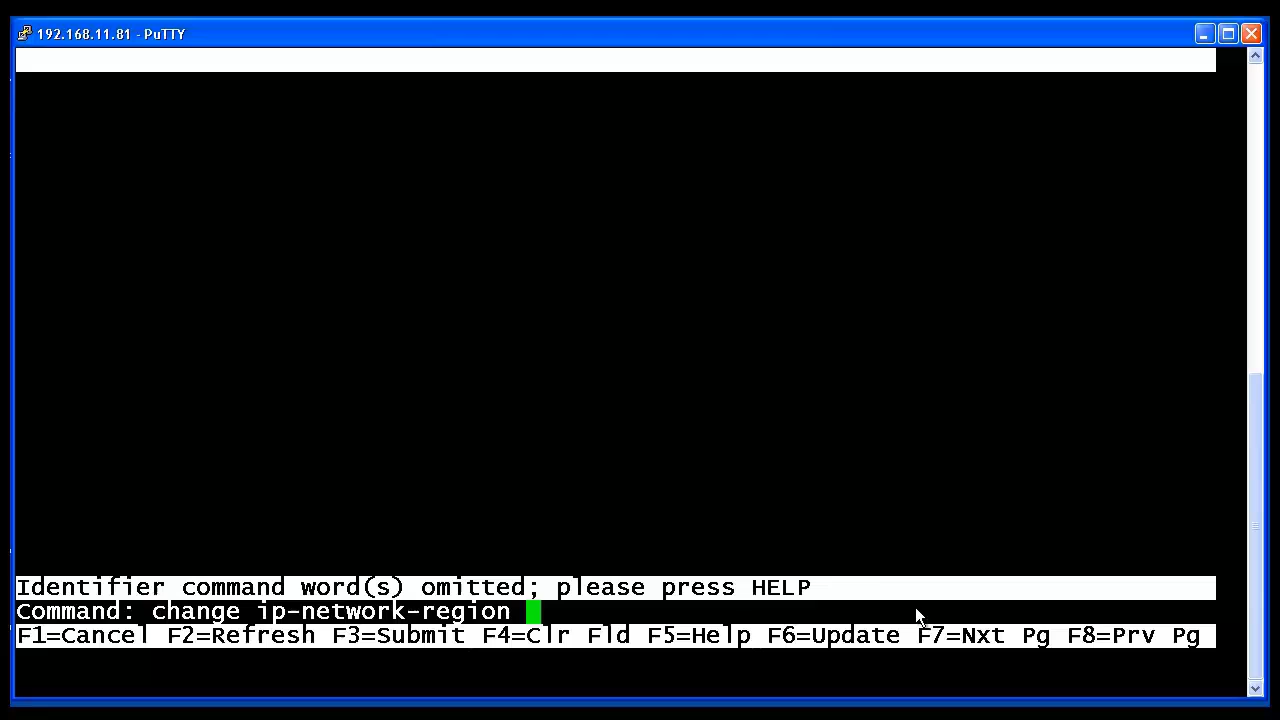 192.168.11.81 - PuTTY
Identifier command word(s) omitted; please press HELP
Command: change ip-network-region
F1=Cancel F2=Refresh F3=Submit F4=Clr Fld F5=Help F6=Update F7=Nxt Pg F8=Prv Pg